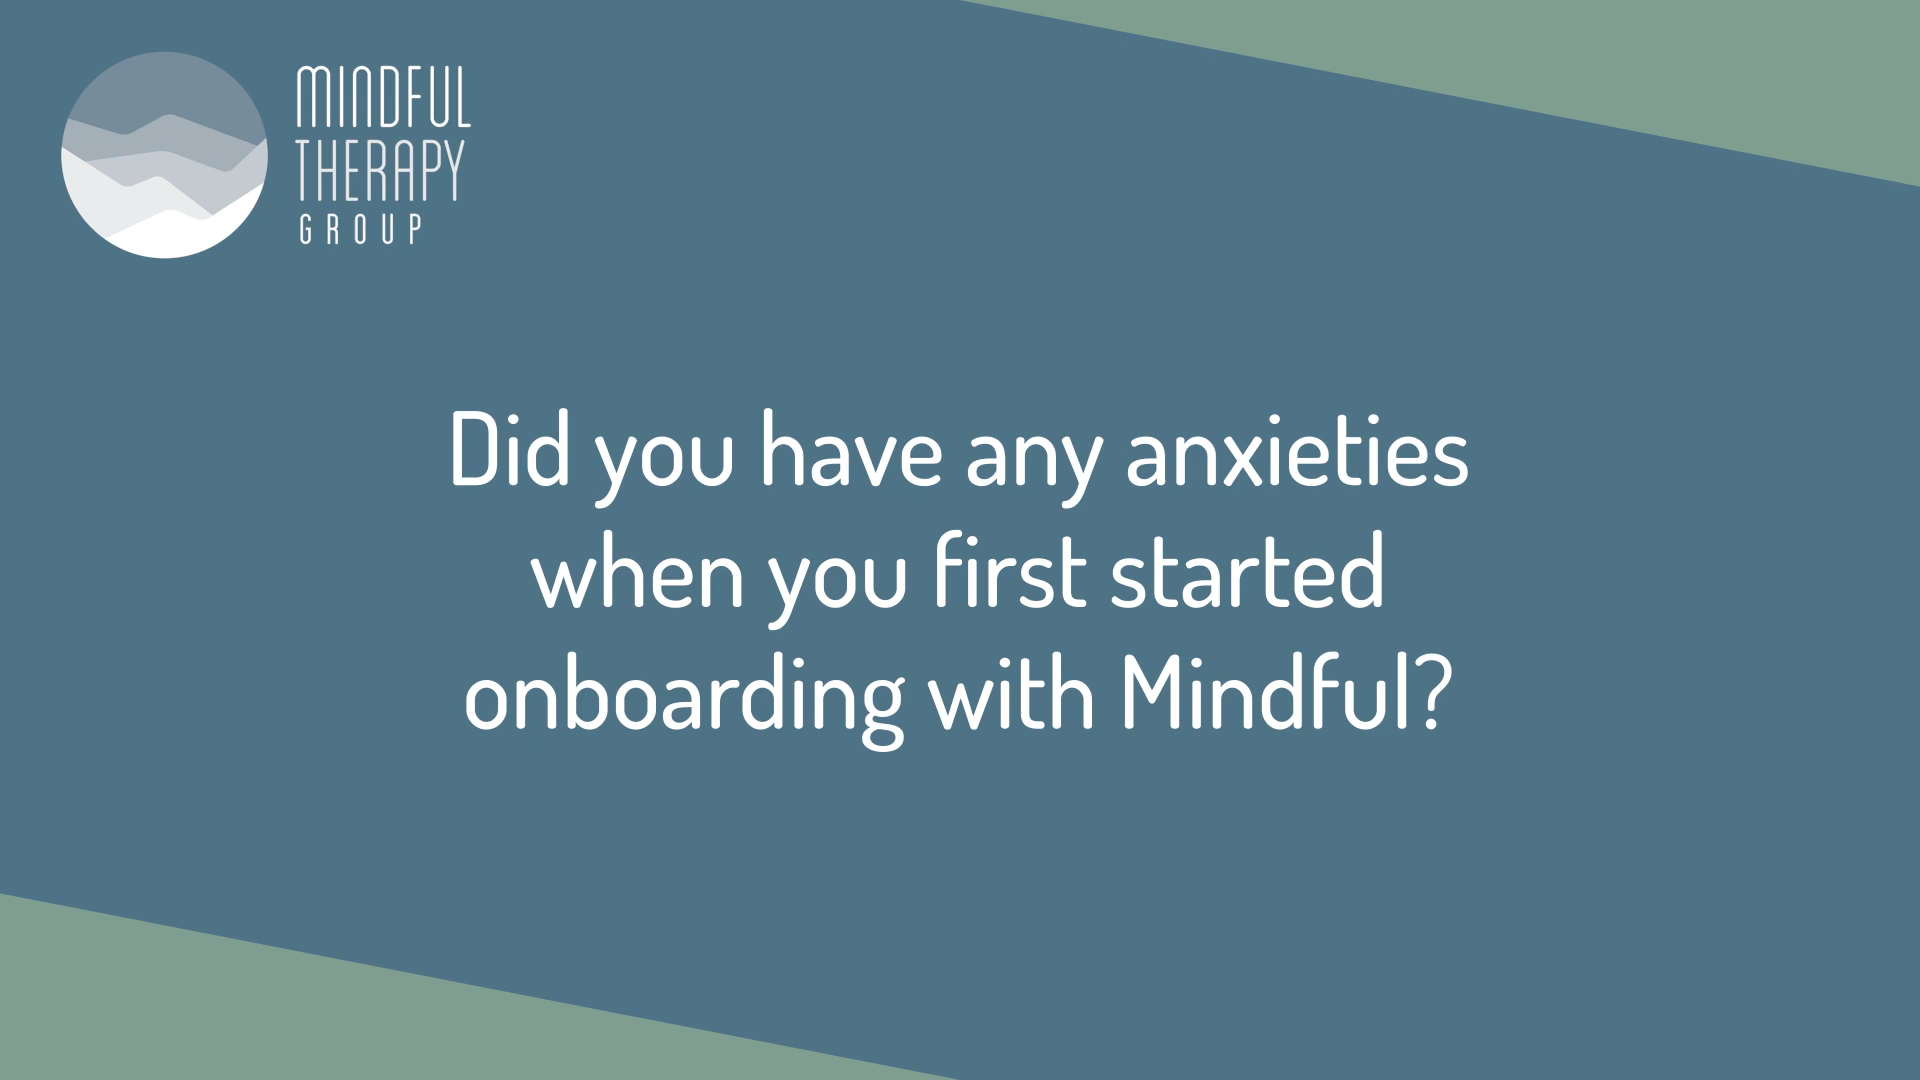 MINDFUL
THERAPY
GROUP
Did you have any anxieties
when you first started
onboarding with Mindful?